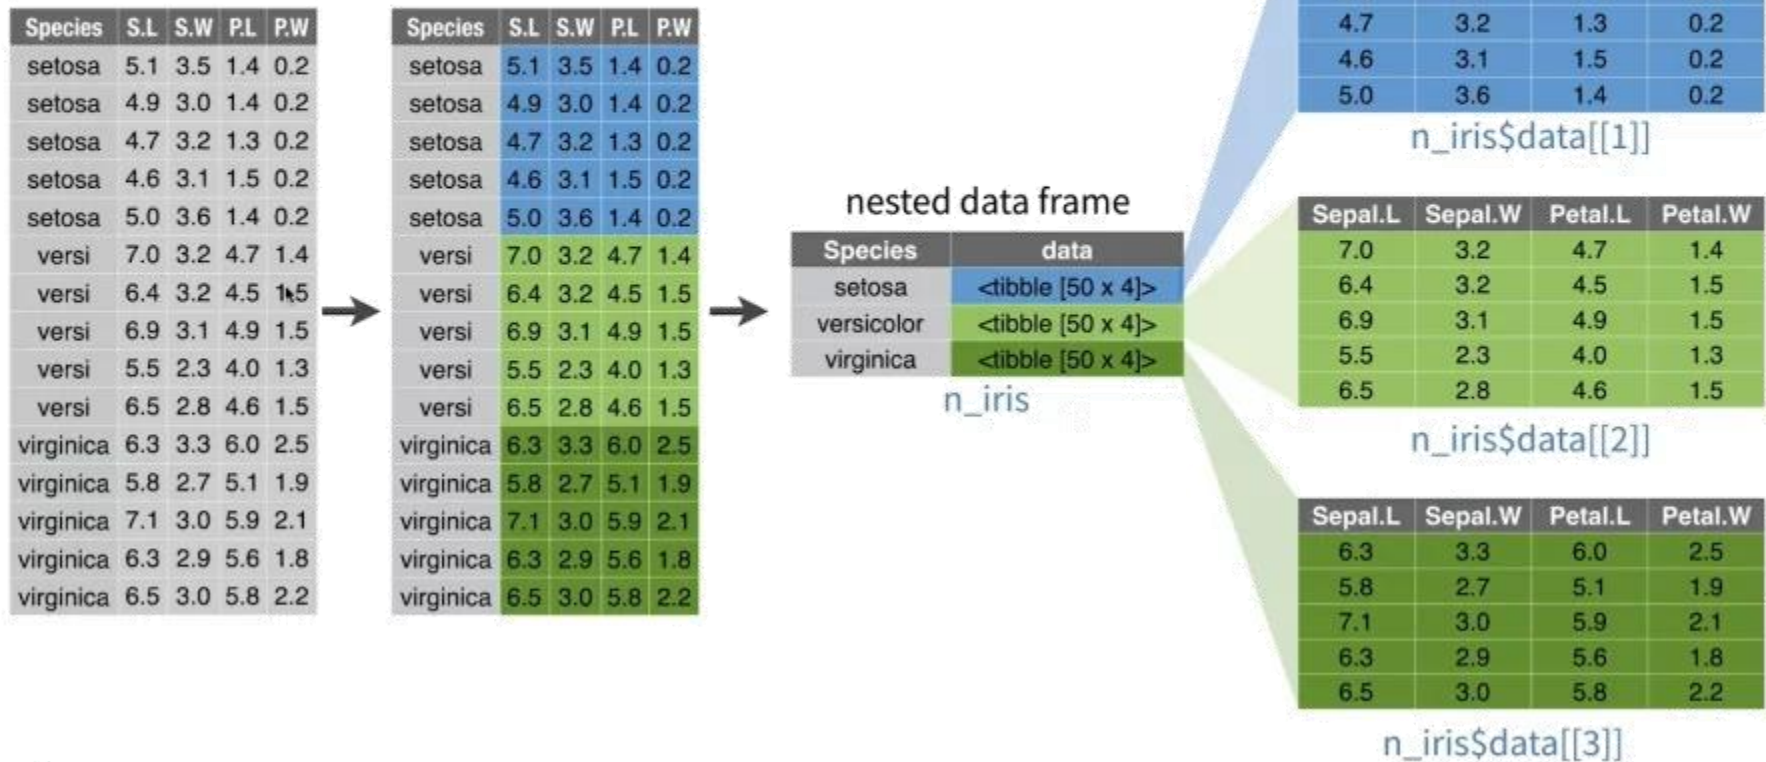 Species S.L S.W P.L P.W
setosa 5.1 3.5 1.4 0.2
setosa 4.9 3.0 1.4 0.2
setosa 4.7 3.2 1.3 0.2
setosa 4.6 3.1 1.5 0.2
setosa 5.0 3.6 1.4 0.2
versi 7.0 3.2 4.7 1.4
versi 6.4 3.2 4.5 1.5
versi 6.9 3.1 4.9 1.5
versi 5.5 2.3 4.0 1.3
versi 6.5 2.8 4.6 1.5
virginica 6.3 3.3 6.0 2.5
virginica 5.8 2.7 5.1 1.9
virginica 7.1 3.0 5.9 2.1
virginica 6.3 2.9 5.6 1.8
virginica 6.5 3.0 5.8 2.2
Species S.L S.W P.L P.W
setosa 5.1 3.5 1.4 0.2
setosa 4.9 3.0 1.4 0.2
setosa 4.7 3.2 1.3 0.2
setosa 4.6 3.1 1.5 0.2
setosa 5.0 3.6 1.4 0.2
versi 7.0 3.2 4.7 1.4
versi 6.4 3.2 4.5 1.5
versi 6.9 3.1 4.9 1.5
versi 5.5 2.3 4.0 1.3
versi 6.5 2.8 4.6 1.5
virginica 6.3 3.3 6.0 2.5
virginica 5.8 2.7 5.1 1.9
virginica 7.1 3.0 5.9 2.1
virginica 6.3 2.9 5.6 1.8
virginica 6.5 3.0 5.8 2.2
nested data frame
Species data
setosa <tibble [50 x 4]>
versicolor <tibble [50 x 4]>
virginica <tibble [50 x 4]>
n_iris
4.7 3.2 1.3 0.2
4.6 3.1 1.5 0.2
5.0 3.6 1.4 0.2
n_iris$data[[1]]
Sepal.L Sepal.W Petal.L Petal.W
7.0 3.2 4.7 1.4
6.4 3.2 4.5 1.5
6.9 3.1 4.9 1.5
5.5 2.3 4.0 1.3
6.5 2.8 4.6 1.5
n_iris$data[[2]]
Sepal.L Sepal.W Petal.L Petal.W
6.3 3.3 6.0 2.5
5.8 2.7 5.1 1.9
7.1 3.0 5.9 2.1
6.3 2.9 5.6 1.8
6.5 3.0 5.8 2.2
n_iris$data[[3]]